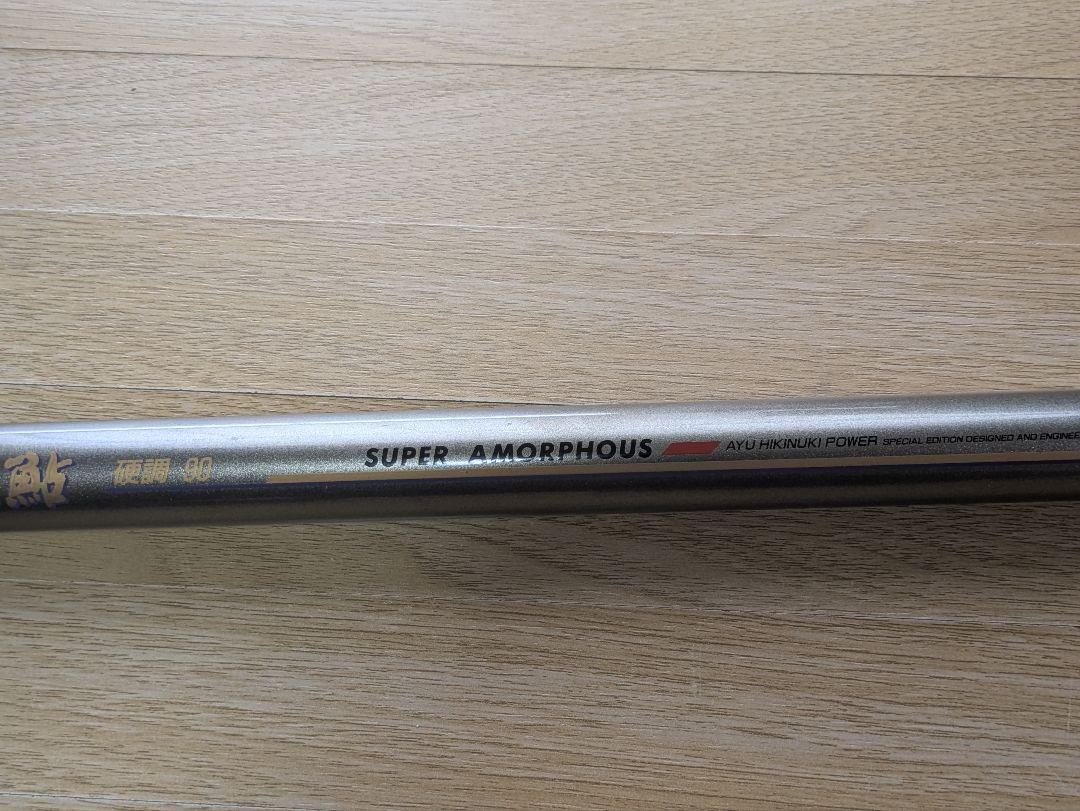 鮎 硬調 90 SUPER AMORPHOUS AYU HIKINUKI POWER SPECIAL EDITION DESIGNED AND ENGINEE